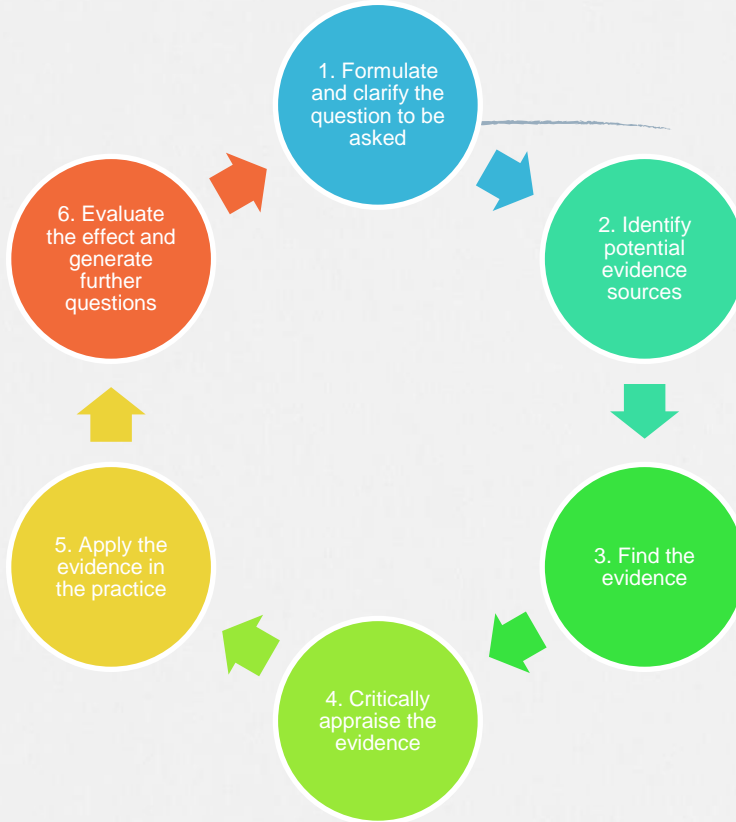 1. Formulate
and clarify the
question to be
asked
2. Identify
potential
evidence
sources
3. Find the
evidence
4. Critically
appraise the
evidence
5. Apply the
evidence in
the practice
6. Evaluate
the effect and
generate
further
questions